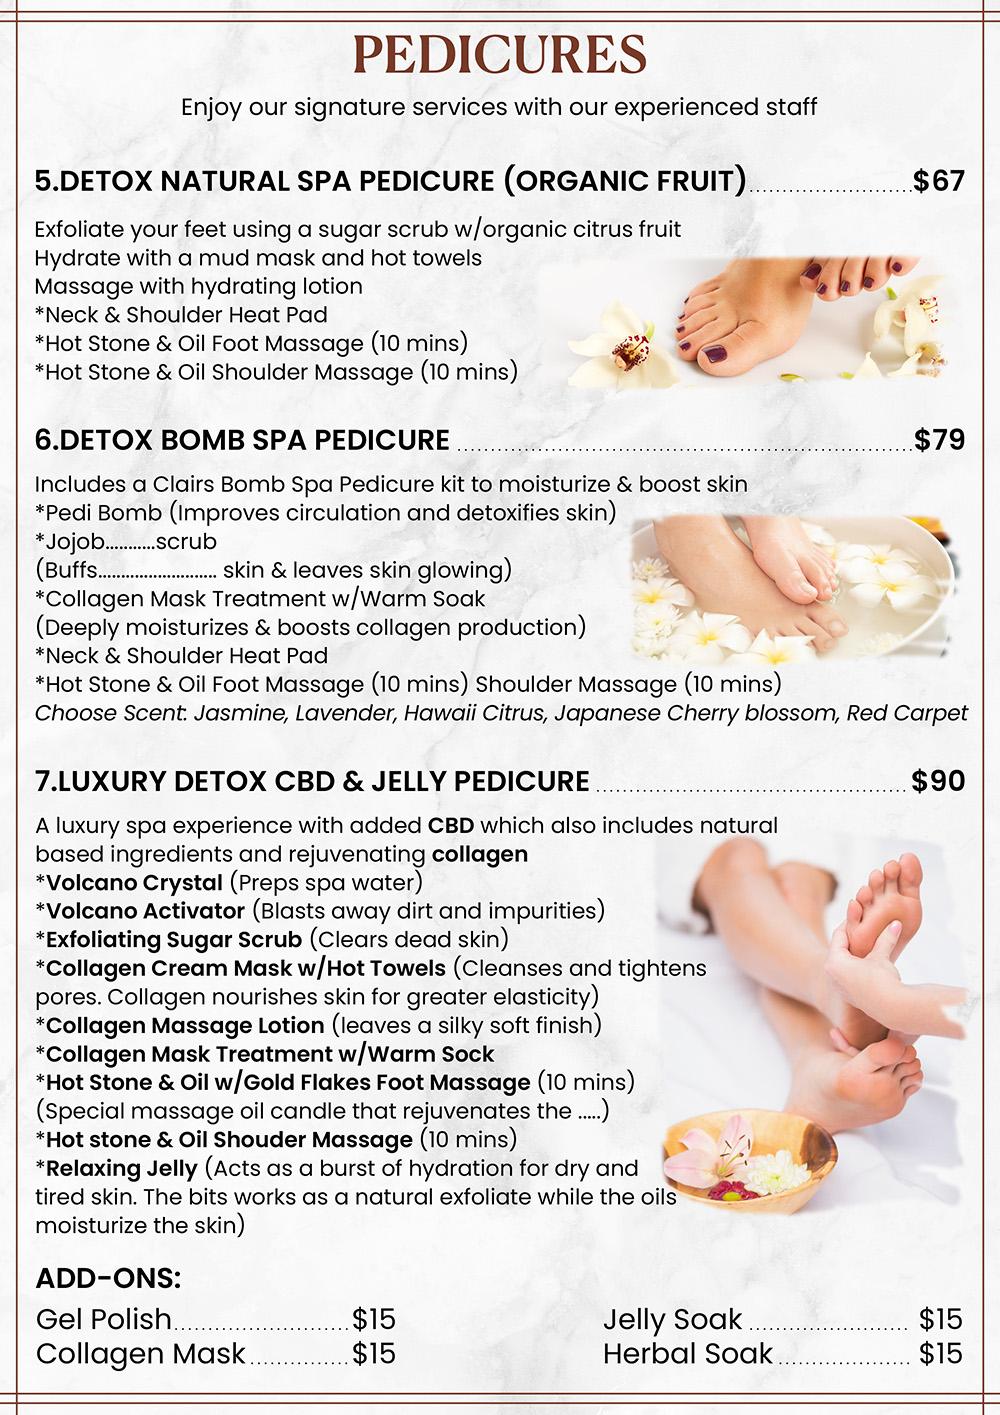 PEDICURES
Enjoy our signature services with our experienced staff
5.DETOX NATURAL SPA PEDICURE (ORGANIC FRUIT)..............................$67
Exfoliate your feet using a sugar scrub w/organic citrus fruit
Hydrate with a mud mask and hot towels
Massage with hydrating lotion
*Neck & Shoulder Heat Pad
*Hot Stone & Oil Foot Massage (10 mins)
*Hot Stone & Oil Shoulder Massage (10 mins)
6.DETOX BOMB SPA PEDICURE ..............................$79
Includes a Clairs Bomb Spa Pedicure kit to moisturize & boost skin
*Pedi Bomb (Improves circulation and detoxifies skin)
*Jojob...........scrub
(Buffs.......................... skin & leaves skin glowing)
*Collagen Mask Treatment w/Warm Soak
(Deeply moisturizes & boosts collagen production)
*Neck & Shoulder Heat Pad
*Hot Stone & Oil Foot Massage (10 mins) Shoulder Massage (10 mins)
Choose Scent: Jasmine, Lavender, Hawaii Citrus, Japanese Cherry blossom, Red Carpet
7.LUXURY DETOX CBD & JELLY PEDICURE ..............................$90
A luxury spa experience with added CBD which also includes natural
based ingredients and rejuvenating collagen
*Volcano Crystal (Preps spa water)
*Volcano Activator (Blasts away dirt and impurities)
*Exfoliating Sugar Scrub (Clears dead skin)
*Collagen Cream Mask w/Hot Towels (Cleanses and tightens
pores. Collagen nourishes skin for greater elasticity)
*Collagen Massage Lotion (leaves a silky soft finish)
*Collagen Mask Treatment w/Warm Sock
*Hot Stone & Oil w/Gold Flakes Foot Massage (10 mins)
(Special massage oil candle that rejuvenates the .....)
*Hot stone & Oil Shouder Massage (10 mins)
*Relaxing Jelly (Acts as a burst of hydration for dry and
tired skin. The bits works as a natural exfoliate while the oils
moisturize the skin)
ADD-ONS:
Gel Polish..............................$15
Collagen Mask....................$15
Jelly Soak ..............................$15
Herbal Soak.........................$15